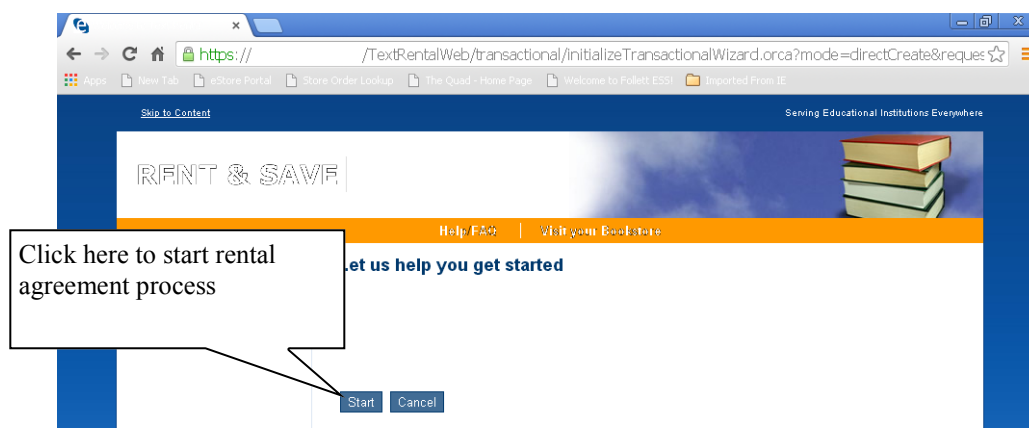 https:// /TextRentalWeb/transactional/initializeTransactionalWizard.orca?mode=directCreate&reques
Apps New Tab eStore Portal Store Order Lookup The Quad - Home Page Welcome to Follett ESS! Imported From IE
Skip to Content Serving Educational Institutions Everywhere
RENT & SAVE
Help/FAQ | Visit your Bookstore
Click here to start rental
agreement process
et us help you get started
Start Cancel